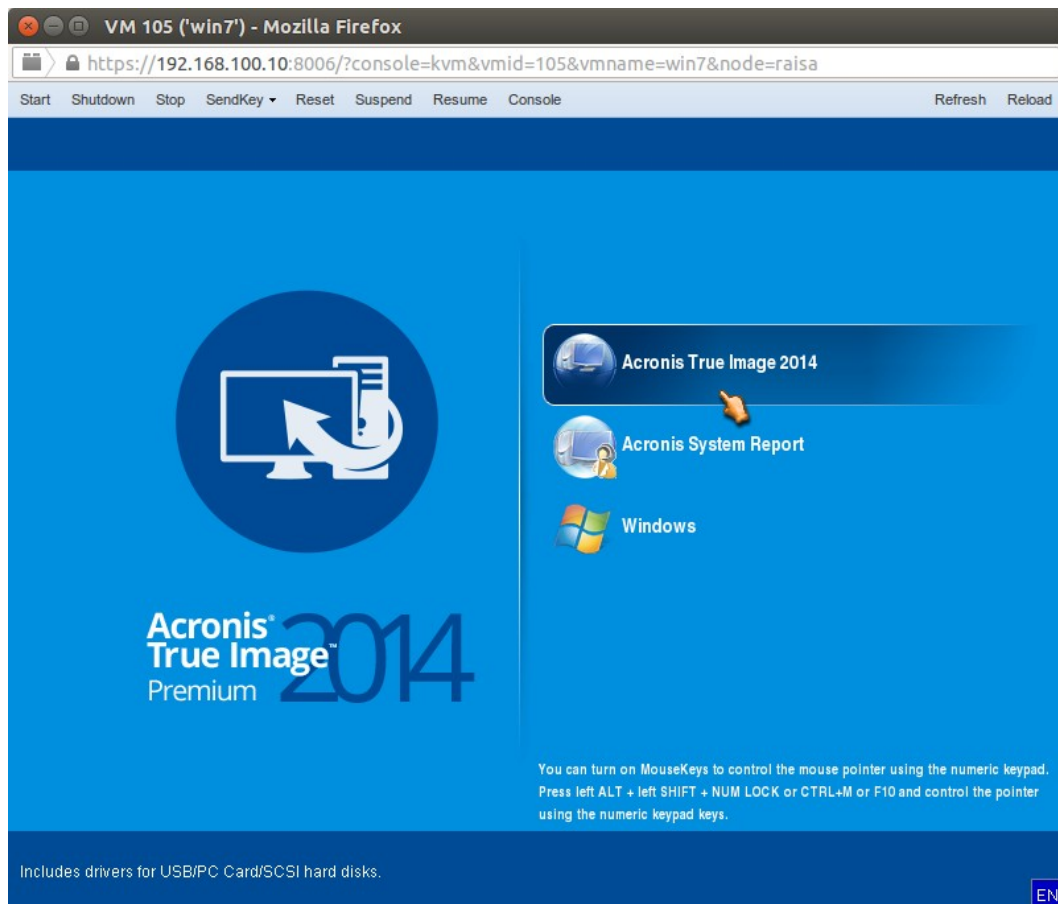 VM 105 ('win7') - Mozilla Firefox
https://192.168.100.10:8006/?console=kvm&vmid=105&vmname=win7&node=raisa
Start Shutdown Stop SendKey Reset Suspend Resume Console Refresh Reload
Acronis True Image 2014
Acronis System Report
Windows
Acronis®
True Image™ 2014
Premium
You can turn on MouseKeys to control the mouse pointer using the numeric keypad.
Press left ALT + left SHIFT + NUM LOCK or CTRL+M or F10 and control the pointer
using the numeric keypad keys.
Includes drivers for USB/PC Card/SCSI hard disks.
EN